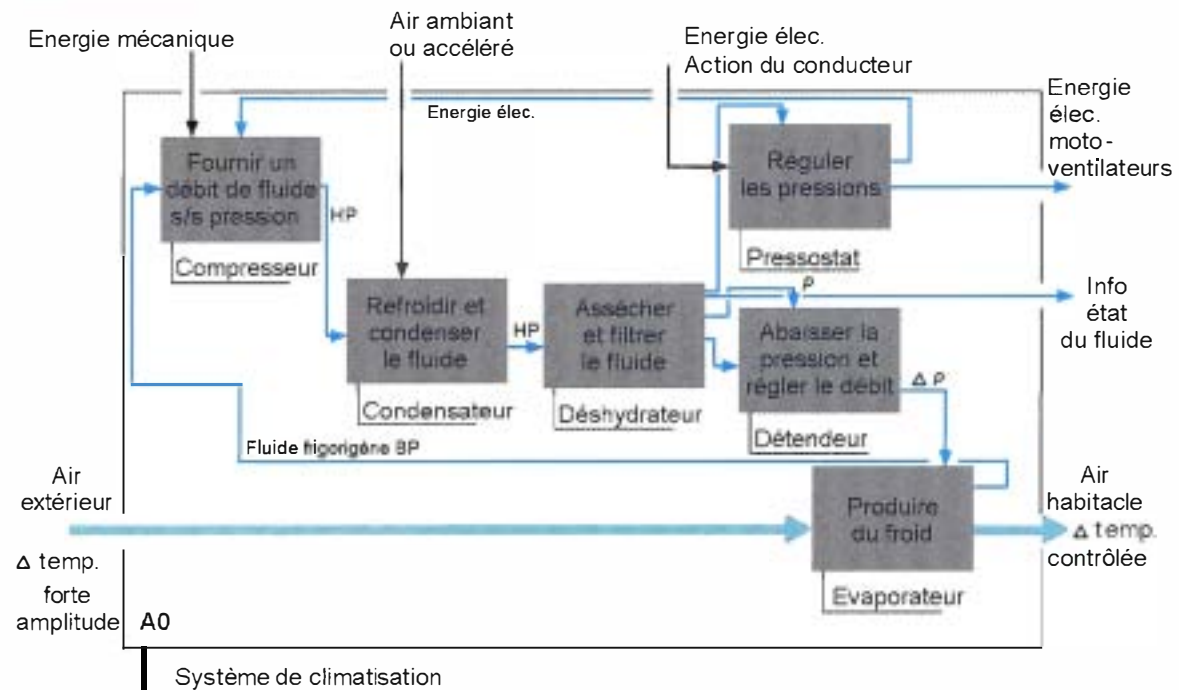 Energie mécanique
Air ambiant
ou accéléré
Energie élec.
Action du conducteur
Energie
élec.
moto-
ventilateurs
Energie élec.
Fournir un
débit de fluide
s/s pression
HP
Compresseur
Réguler
les pressions
Pressostat
Refroidir et
condenser
le fluide
HP
Condensateur
Assécher
et filtrer
le fluide
Déshydrateur
P
Info
état
du fluide
Abaisser la
pression et
régler le débit
Δ P
Détendeur
Fluide frigorigène BP
Air
extérieur
Δ temp.
forte
amplitude
Produire
du froid
Evaporateur
Air
habitacle
Δ temp.
contrôlée
A0
Système de climatisation